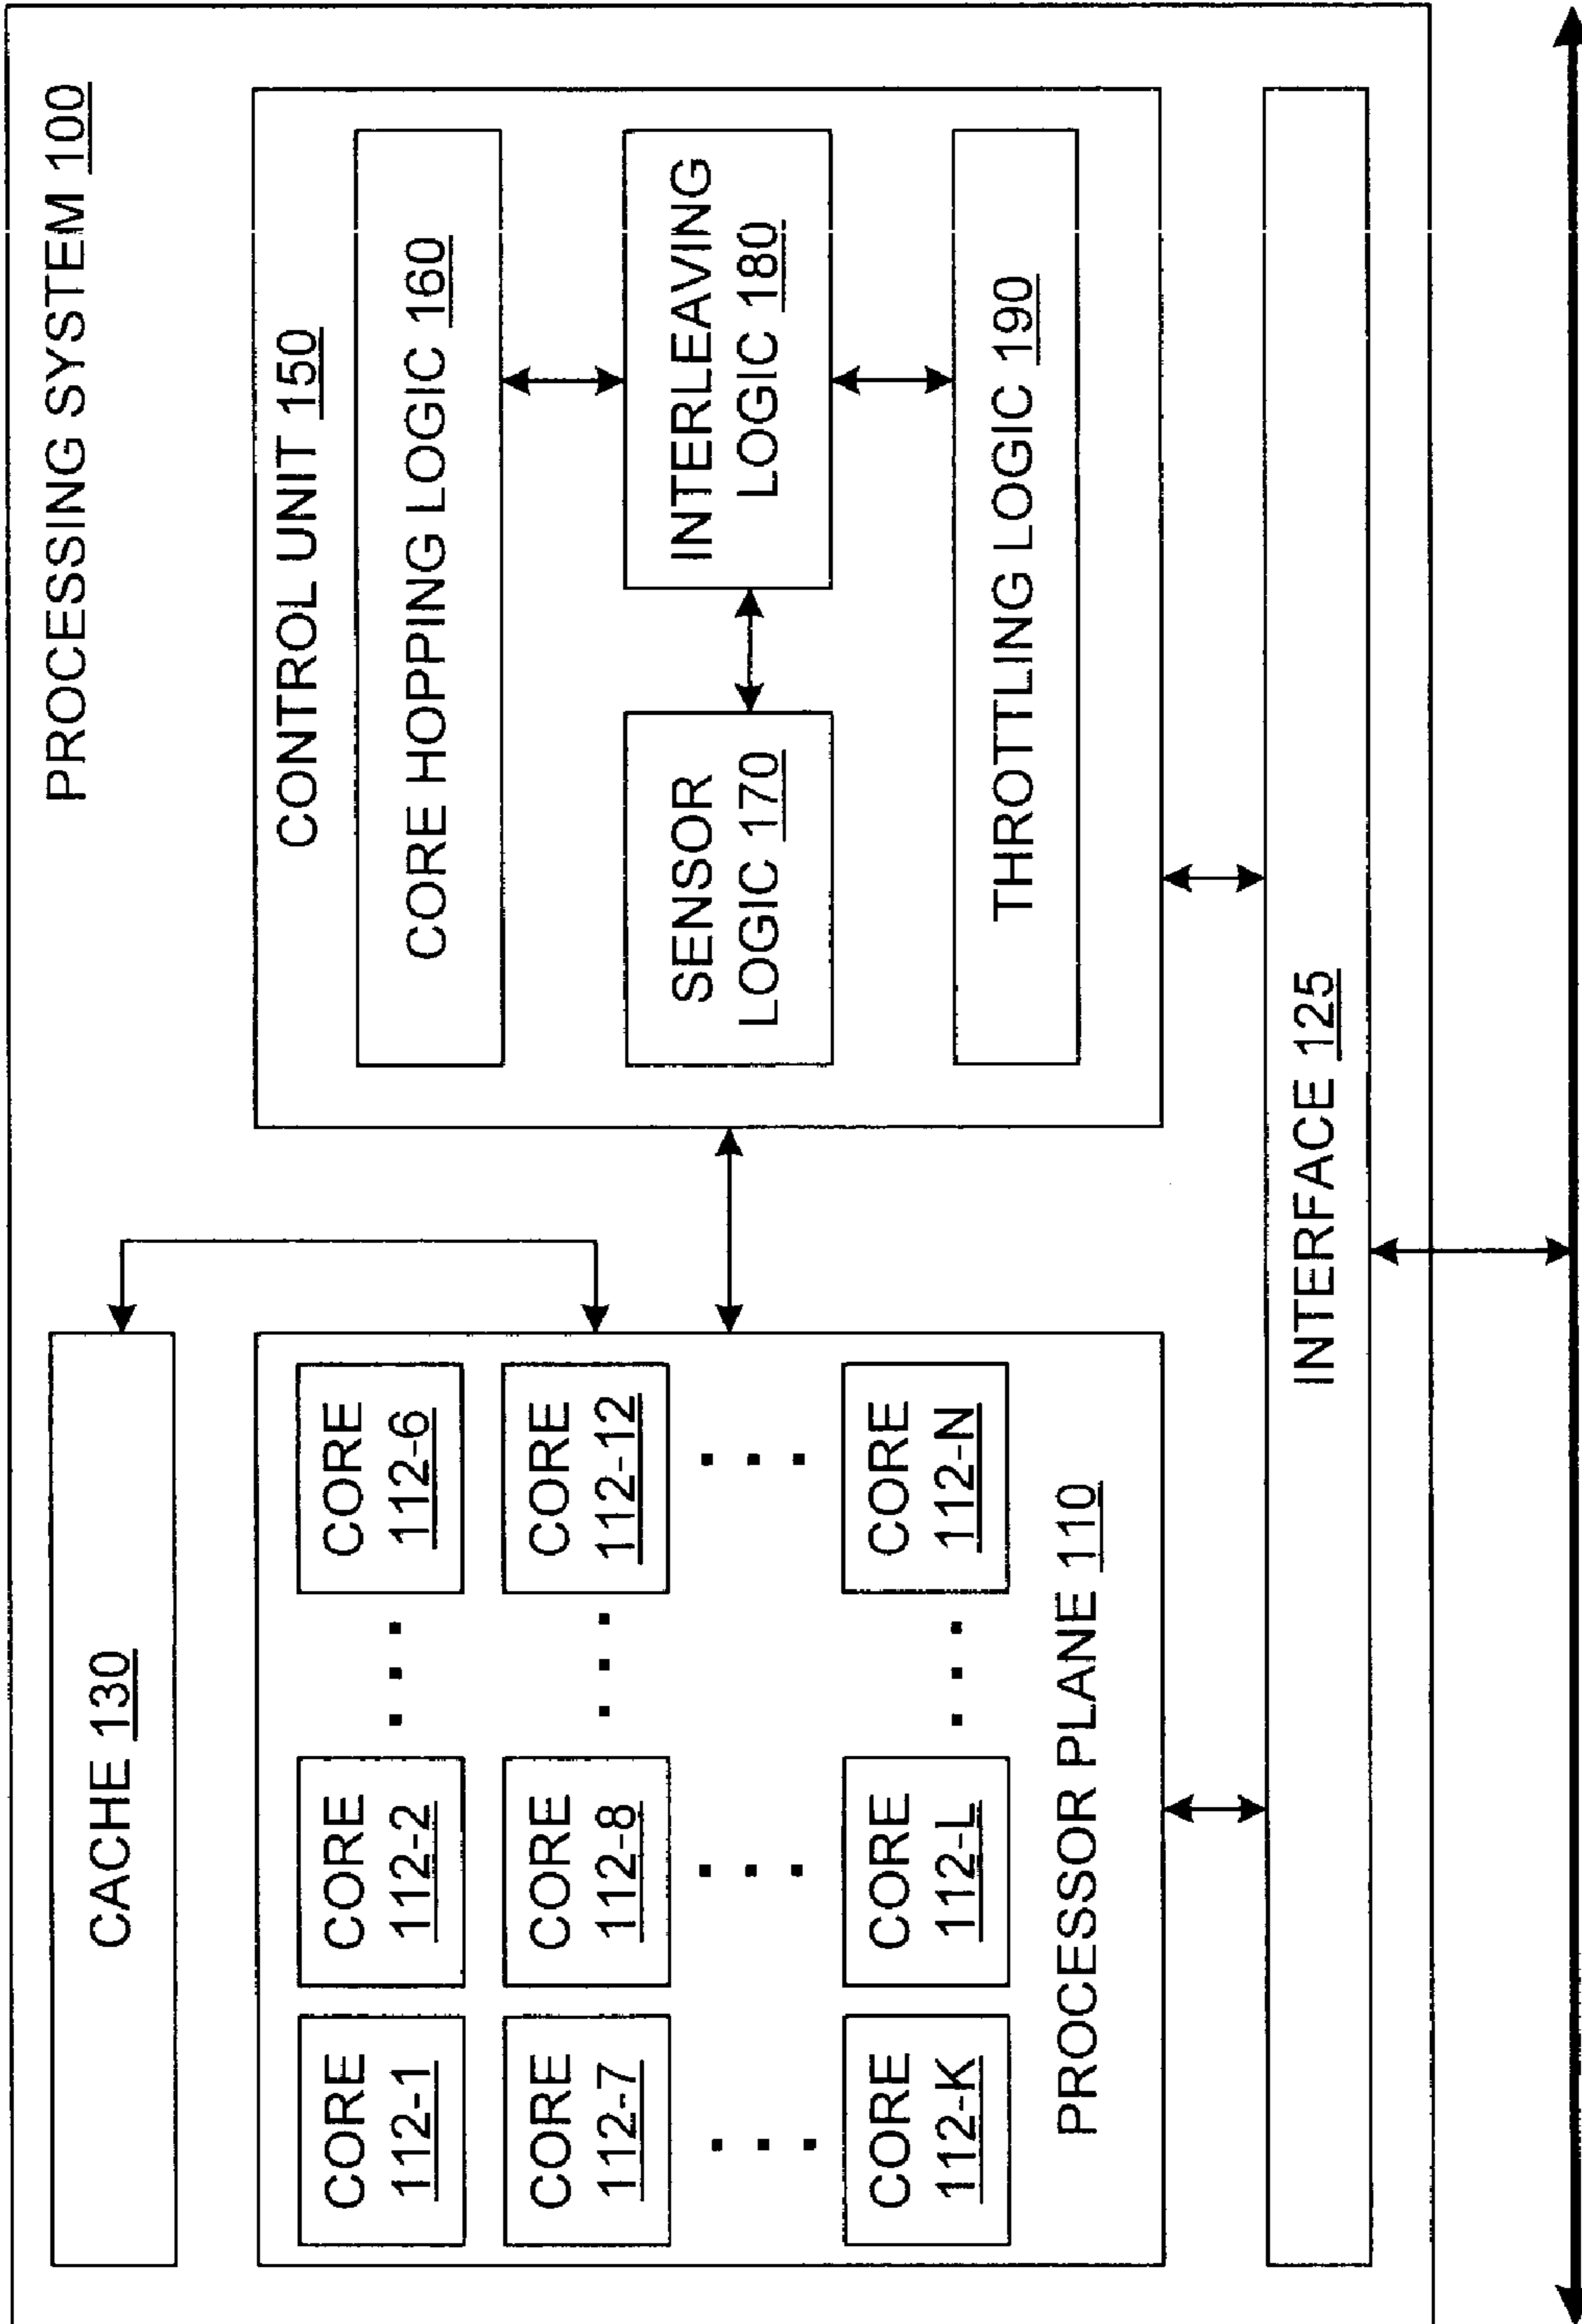 PROCESSING SYSTEM 100
CACHE 130
CORE
112-1
CORE
112-2
CORE
112-6
CORE
112-7
CORE
112-8
CORE
112-12
CORE
112-K
CORE
112-L
CORE
112-N
PROCESSOR PLANE 110
CONTROL UNIT 150
CORE HOPPING LOGIC 160
SENSOR
LOGIC 170
INTERLEAVING
LOGIC 180
THROTTLING LOGIC 190
INTERFACE 125